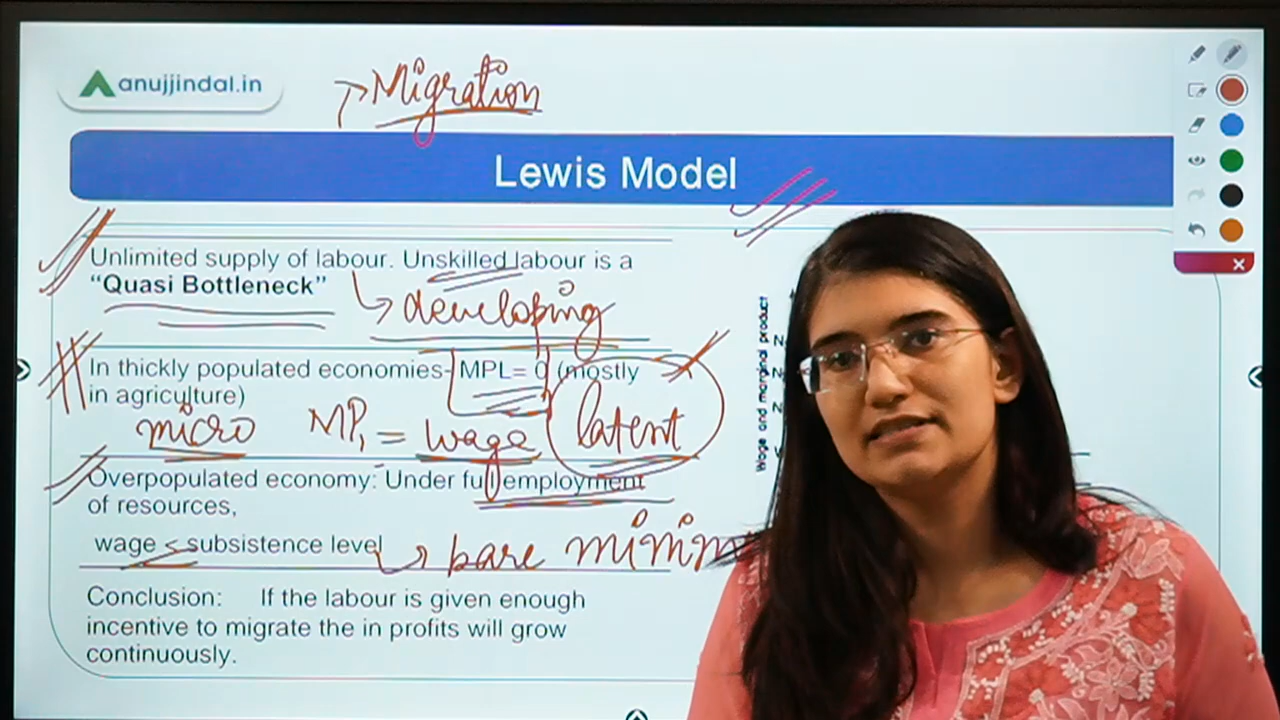 anujjindal.in
Migration
Lewis Model
Unlimited supply of labour. Unskilled labour is a
“Quasi Bottleneck”
developing
In thickly populated economies- MPL= 0 (mostly
in agriculture)
micro MP₁ = wage latent
Overpopulated economy: Under full employment
of resources,
wage < subsistence level bare minim
Conclusion: If the labour is given enough
incentive to migrate the in profits will grow
continuously.
Wage and marginal product
N
N
N